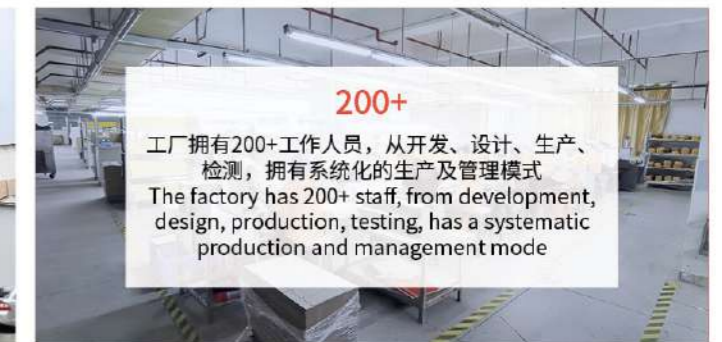 200+
工厂拥有200+工作人员，从开发、设计、生产、
检测，拥有系统化的生产及管理模式
The factory has 200+ staff, from development,
design, production, testing, has a systematic
production and management mode